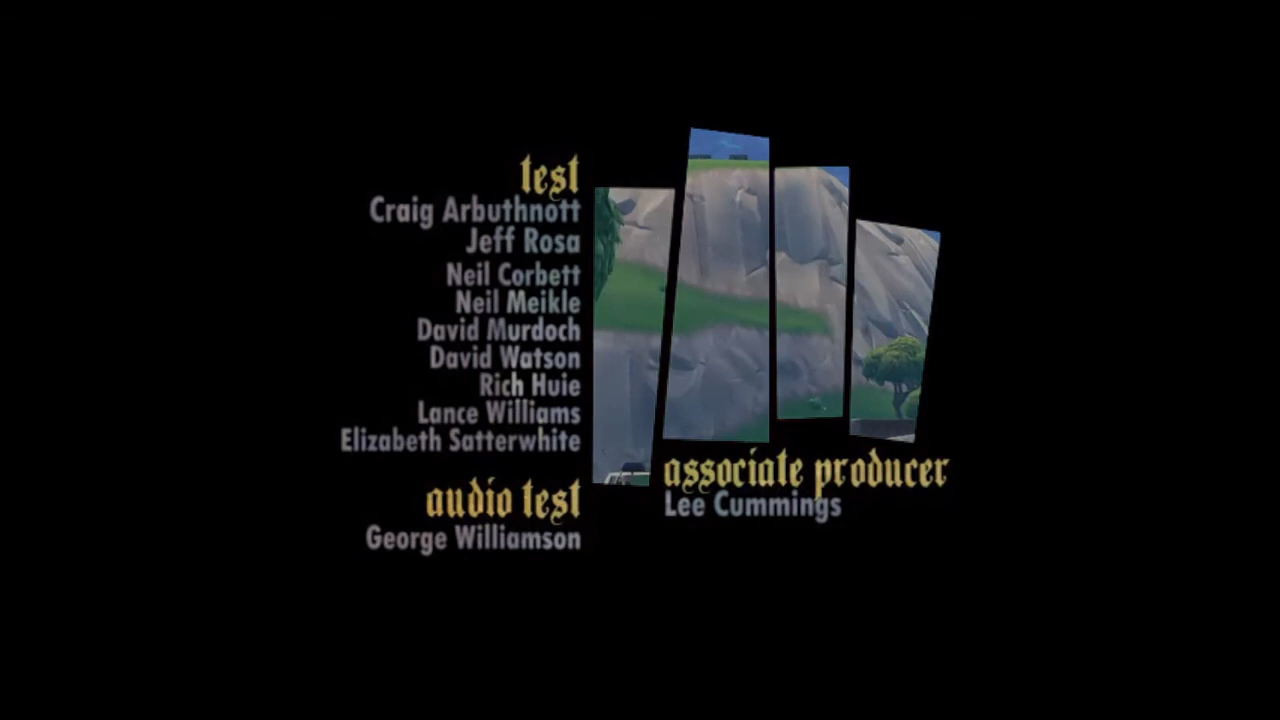 test
Craig Arbuthnott
Jeff Rosa
Neil Corbett
Neil Meikle
David Murdoch
David Watson
Rich Huie
Lance Williams
Elizabeth Satterwhite
audio test
George Williamson
associate producer
Lee Cummings